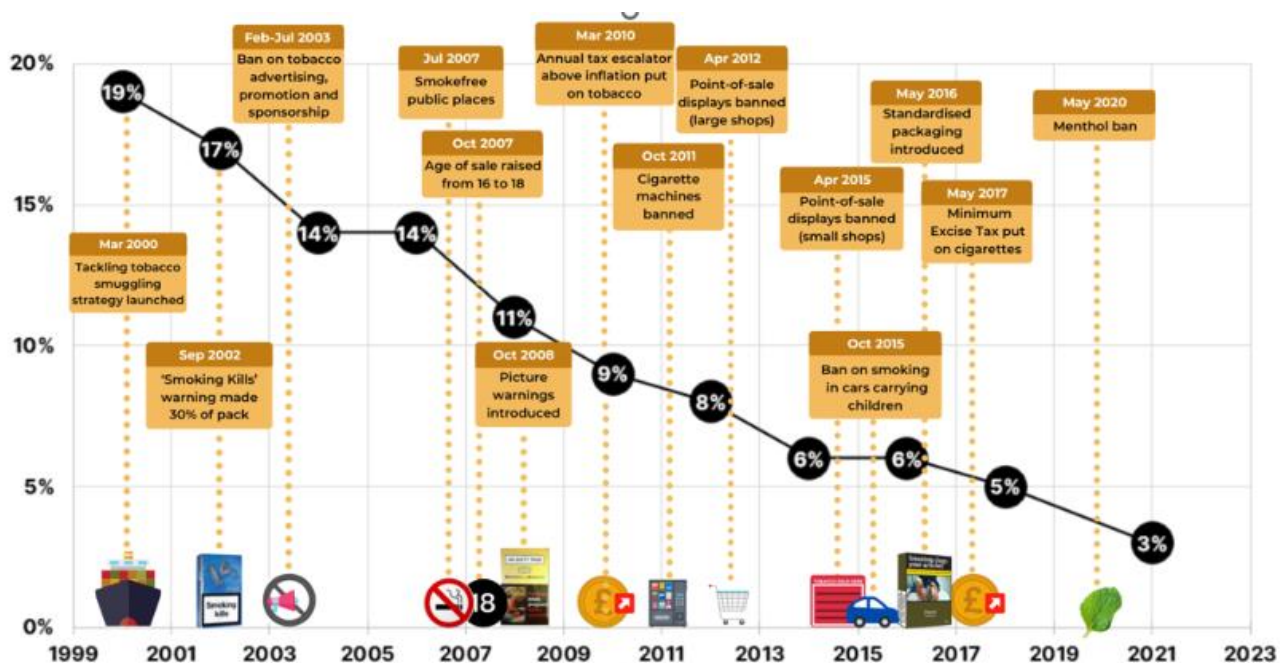 Feb-Jul 2003
Ban on tobacco
advertising,
promotion and
sponsorship
Jul 2007
Smokefree
public places
Mar 2010
Annual tax escalator
above inflation put
on tobacco
Apr 2012
Point-of-sale
displays banned
(large shops)
May 2016
Standardised
packaging
introduced
May 2020
Menthol ban
Oct 2007
Age of sale raised
from 16 to 18
Oct 2011
Cigarette
machines
banned
Apr 2015
Point-of-sale
displays banned
(small shops)
May 2017
Minimum
Excise Tax put
on cigarettes
Mar 2000
Tackling tobacco
smuggling
strategy launched
Sep 2002
'Smoking Kills'
warning made
30% of pack
Oct 2008
Picture
warnings
introduced
Oct 2015
Ban on smoking
in cars carrying
children
20%
15%
10%
5%
0%
19%
17%
14%
14%
11%
9%
8%
6%
6%
5%
3%
Smoking
kills
18
£
£
1999 2001 2003 2005 2007 2009 2011 2013 2015 2017 2019 2021 2023